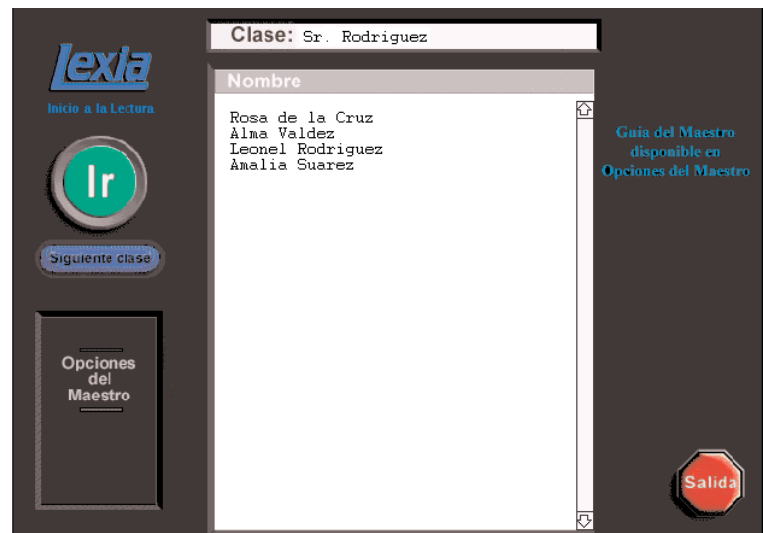 lexia
Inicio a la Lectura
Ir
Siguiente clase
Opciones
del
Maestro
Clase: Sr. Rodriguez
Nombre
Rosa de la Cruz
Alma Valdez
Leonel Rodriguez
Amalia Suarez
Guia del Maestro
disponible en
Opciones del Maestro
Salida